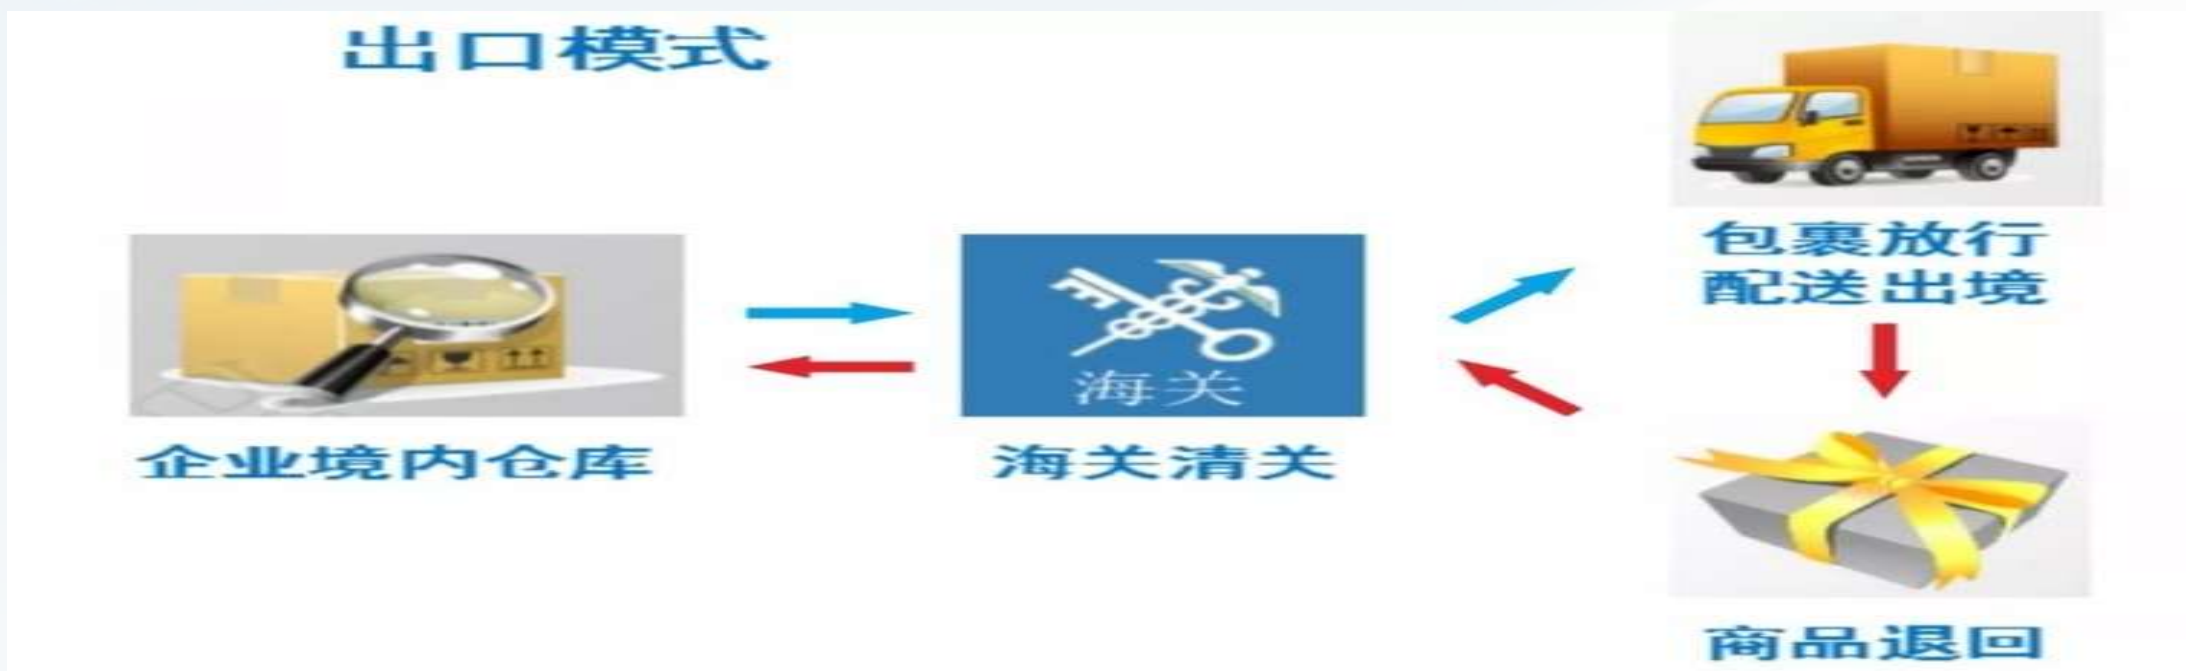 出口模式
包裹放行
配送出境
海关
企业境内仓库
海关清关
商品退回